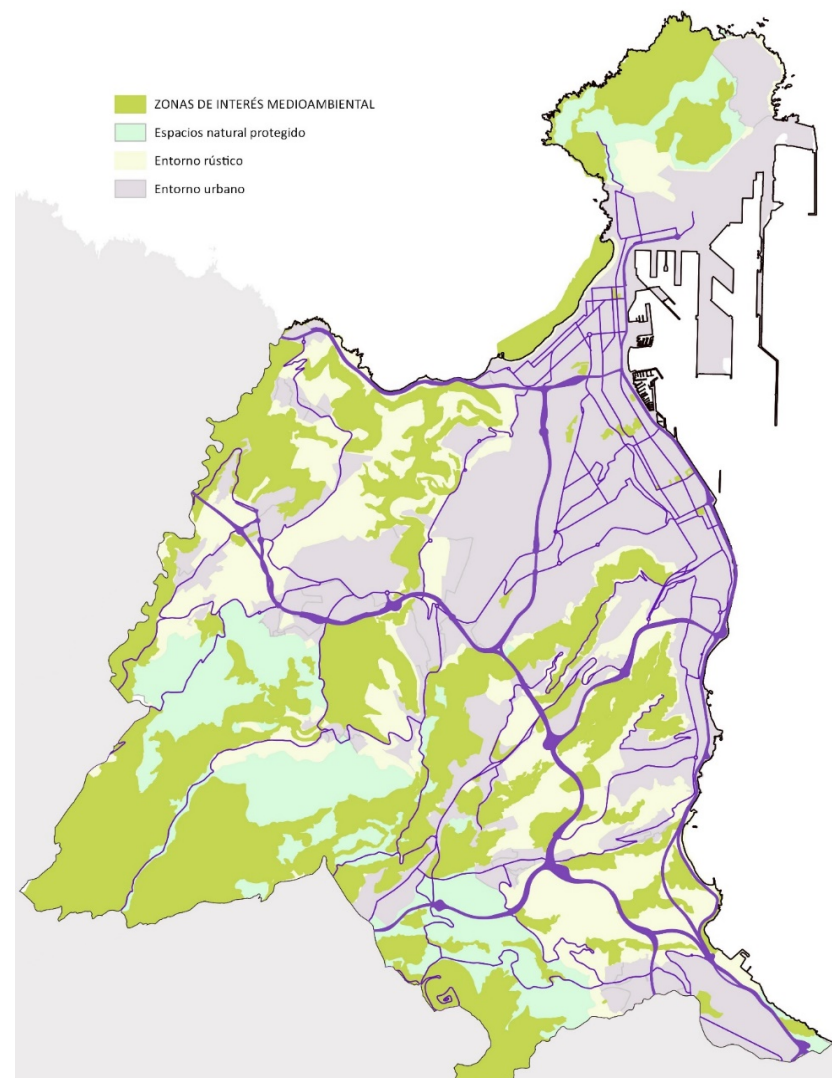 ZONAS DE INTERÉS MEDIOAMBIENTAL
Espacios natural protegido
Entorno rústico
Entorno urbano